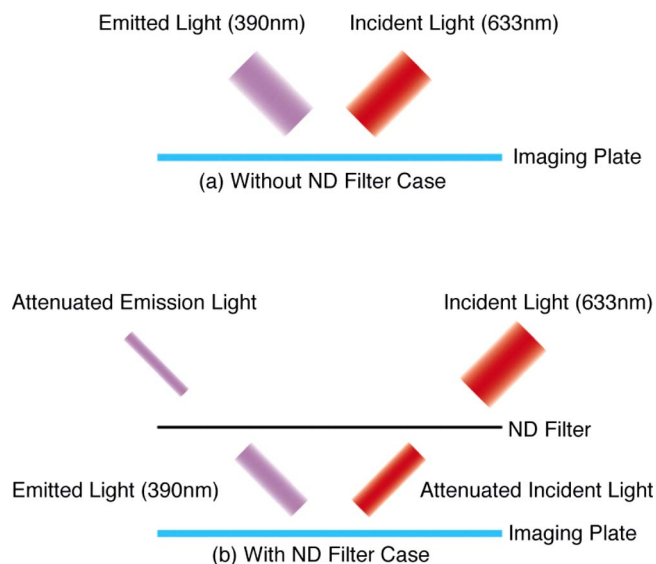 Emitted Light (390nm)
Incident Light (633nm)
Imaging Plate
(a) Without ND Filter Case
Attenuated Emission Light
Incident Light (633nm)
ND Filter
Emitted Light (390nm)
Attenuated Incident Light
Imaging Plate
(b) With ND Filter Case